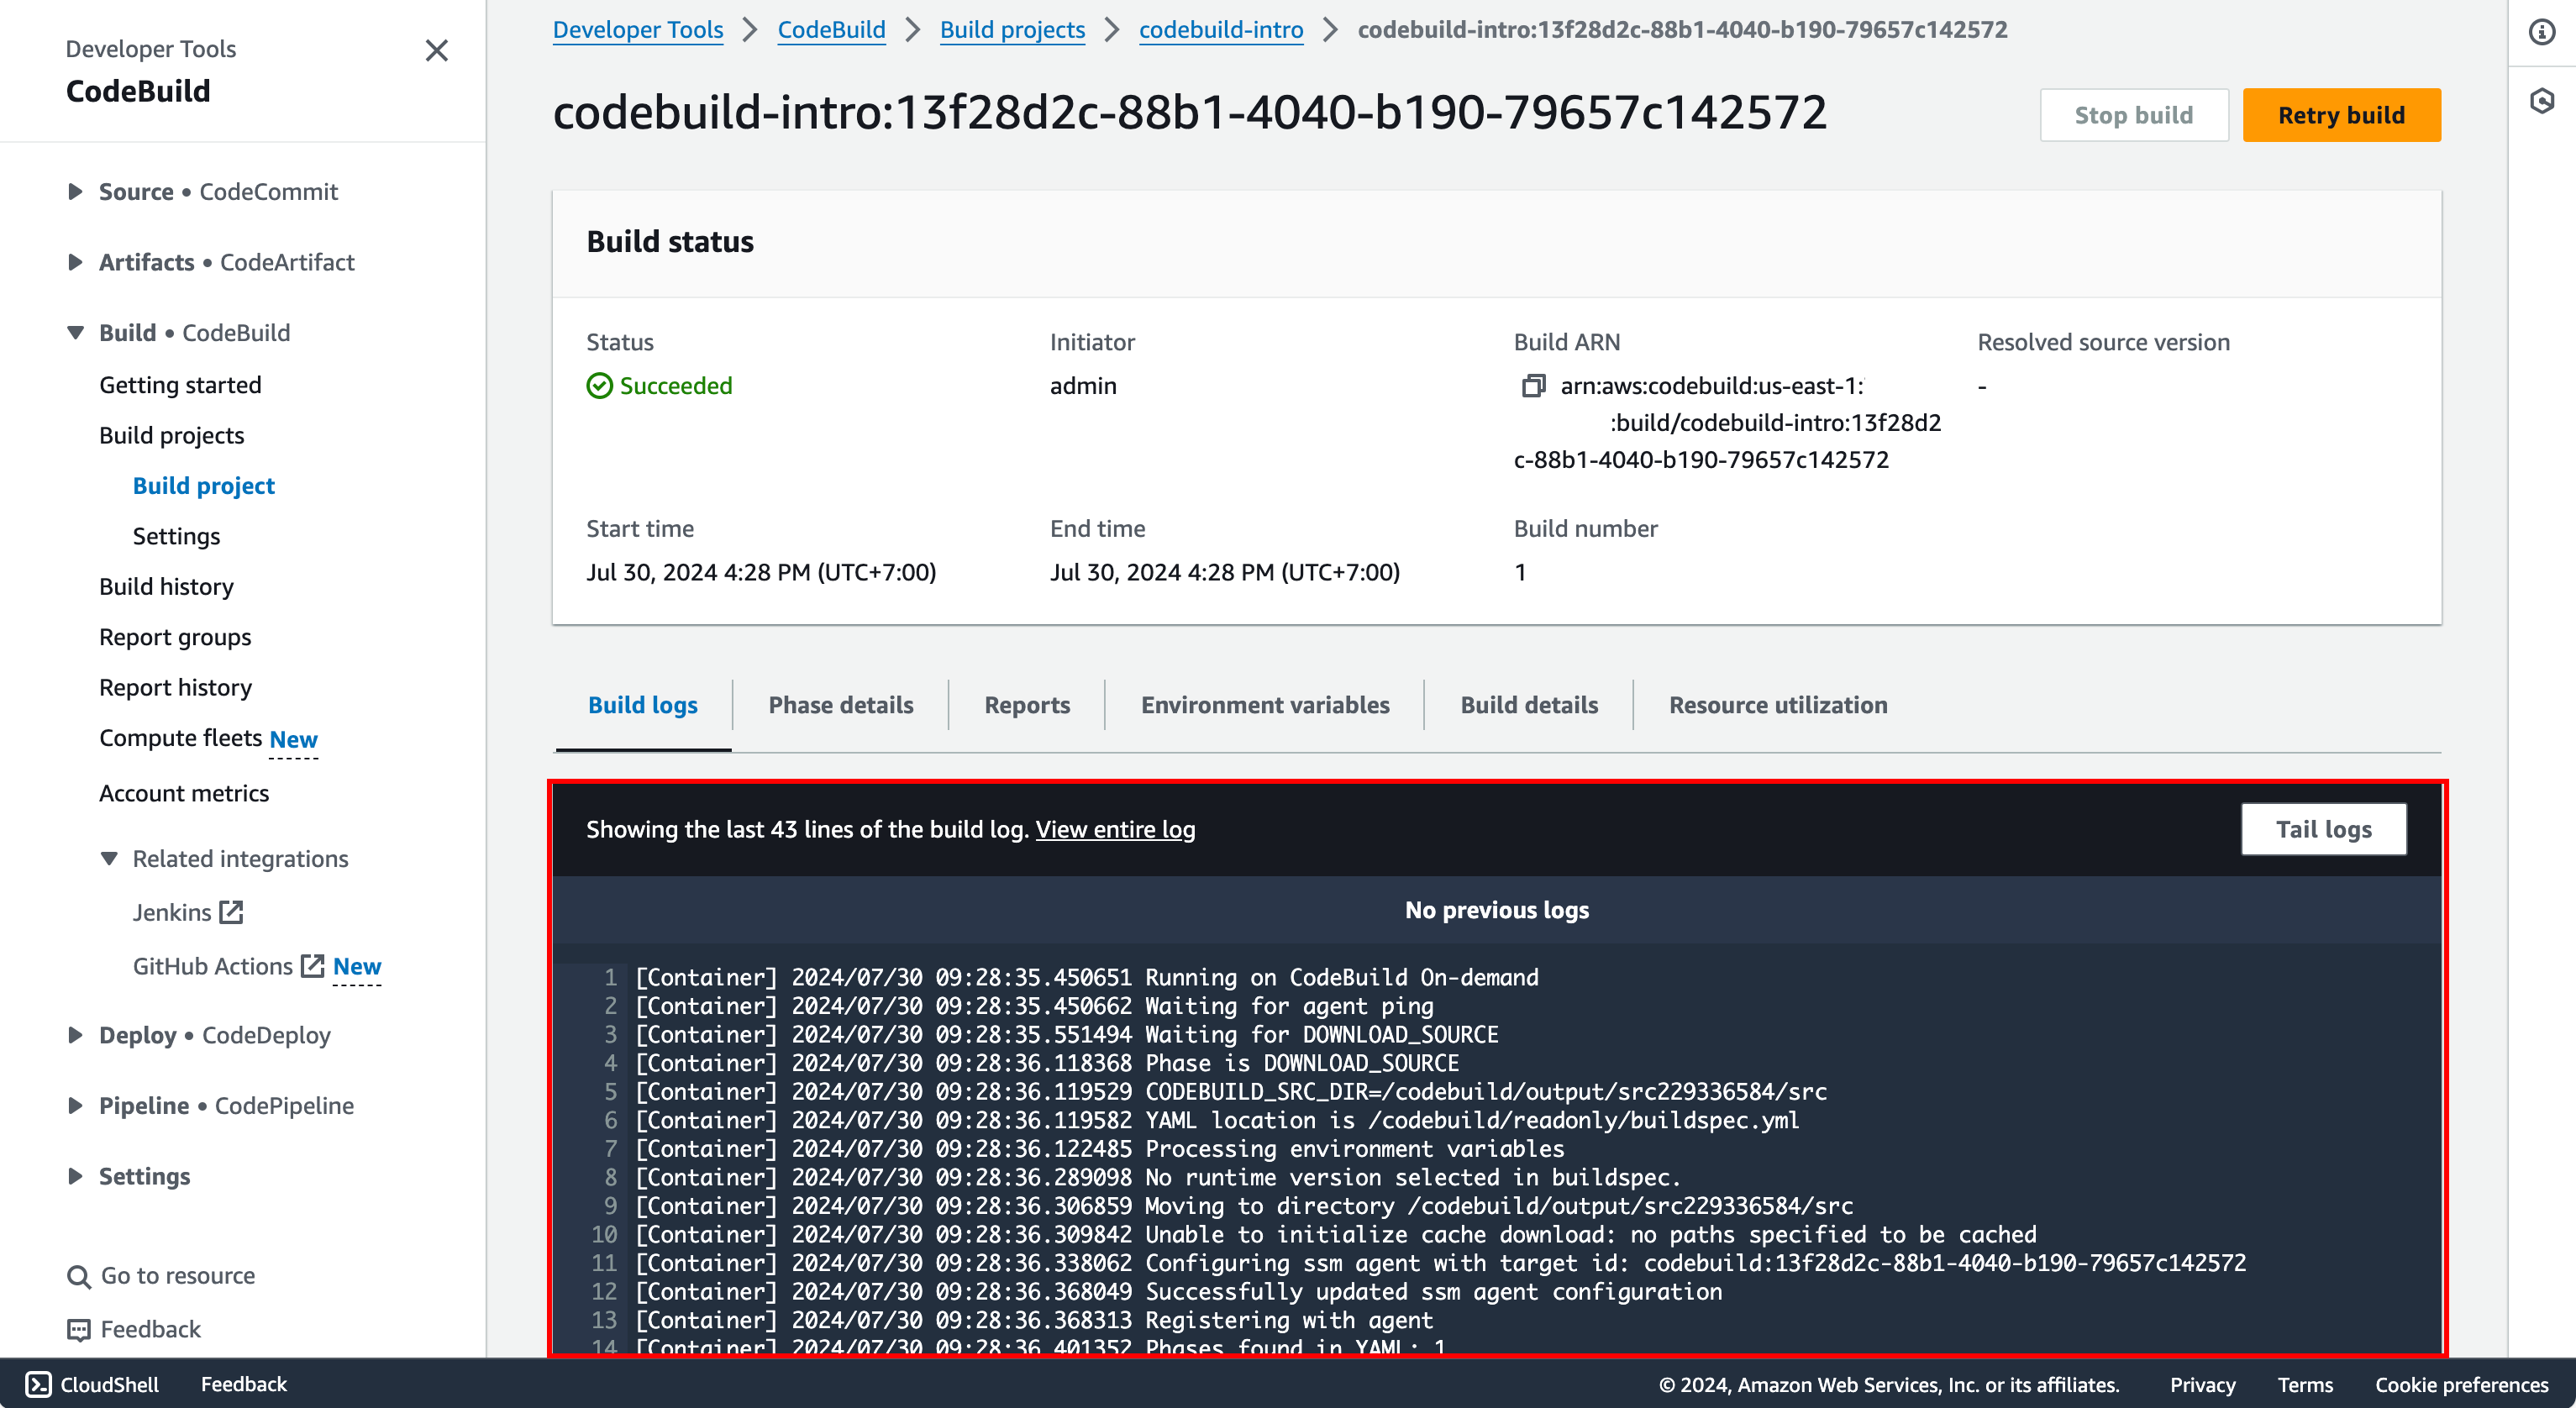 Developer Tools
CodeBuild
Source • CodeCommit
Artifacts • CodeArtifact
Build • CodeBuild
Getting started
Build projects
Build project
Settings
Build history
Report groups
Report history
Compute fleets New
Account metrics
Related integrations
Jenkins
GitHub Actions New
Deploy • CodeDeploy
Pipeline • CodePipeline
Settings
Go to resource
Feedback
Developer Tools > CodeBuild > Build projects > codebuild-intro > codebuild-intro:13f28d2c-88b1-4040-b190-79657c142572
codebuild-intro:13f28d2c-88b1-4040-b190-79657c142572
Stop build
Retry build
Build status
Status
Succeeded
Initiator
admin
Build ARN
arn:aws:codebuild:us-east-1:
:build/codebuild-intro:13f28d2
c-88b1-4040-b190-79657c142572
Resolved source version
-
Start time
Jul 30, 2024 4:28 PM (UTC+7:00)
End time
Jul 30, 2024 4:28 PM (UTC+7:00)
Build number
1
Build logs
Phase details
Reports
Environment variables
Build details
Resource utilization
Showing the last 43 lines of the build log. View entire log
Tail logs
No previous logs
1 [Container] 2024/07/30 09:28:35.450651 Running on CodeBuild On-demand
2 [Container] 2024/07/30 09:28:35.450662 Waiting for agent ping
3 [Container] 2024/07/30 09:28:35.551494 Waiting for DOWNLOAD_SOURCE
4 [Container] 2024/07/30 09:28:36.118368 Phase is DOWNLOAD_SOURCE
5 [Container] 2024/07/30 09:28:36.119529 CODEBUILD_SRC_DIR=/codebuild/output/src229336584/src
6 [Container] 2024/07/30 09:28:36.119582 YAML location is /codebuild/readonly/buildspec.yml
7 [Container] 2024/07/30 09:28:36.122485 Processing environment variables
8 [Container] 2024/07/30 09:28:36.289098 No runtime version selected in buildspec.
9 [Container] 2024/07/30 09:28:36.306859 Moving to directory /codebuild/output/src229336584/src
10 [Container] 2024/07/30 09:28:36.309842 Unable to initialize cache download: no paths specified to be cached
11 [Container] 2024/07/30 09:28:36.338062 Configuring ssm agent with target id: codebuild:13f28d2c-88b1-4040-b190-79657c142572
12 [Container] 2024/07/30 09:28:36.368049 Successfully updated ssm agent configuration
13 [Container] 2024/07/30 09:28:36.368313 Registering with agent
14 [Container] 2024/07/30 09:28:36.401352 Phases found in YAML: 1
CloudShell
Feedback
© 2024, Amazon Web Services, Inc. or its affiliates.
Privacy
Terms
Cookie preferences